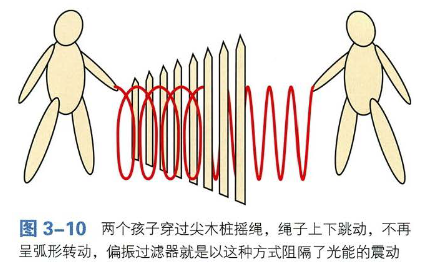 图 3-10 两个孩子穿过尖木桩摇绳，绳子上下跳动，不再
呈弧形转动，偏振过滤器就是以这种方式阻隔了光能的震动